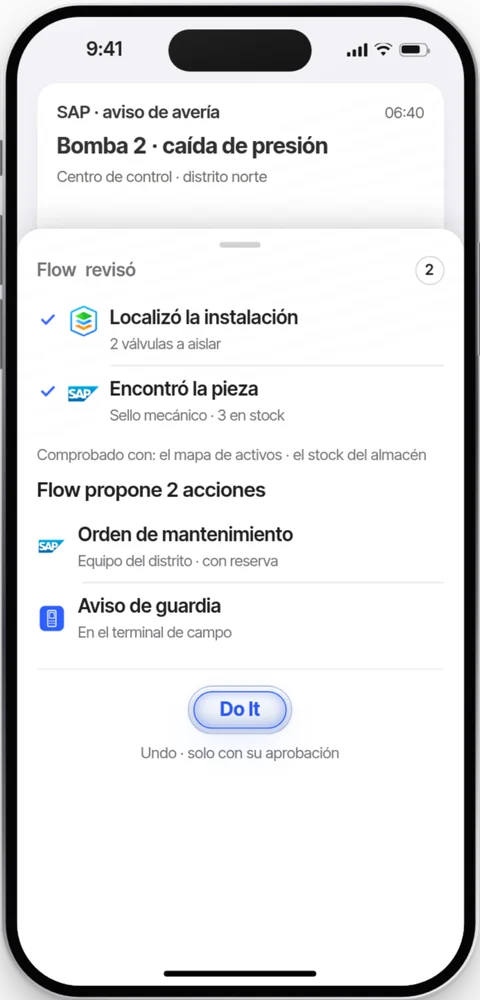 9:41
SAP · aviso de avería
06:40
Bomba 2 · caída de presión
Centro de control · distrito norte
Flow revisó
2
Localizó la instalación
2 válvulas a aislar
SAP
Encontró la pieza
Sello mecánico · 3 en stock
Comprobado con: el mapa de activos · el stock del almacén
Flow propone 2 acciones
SAP
Orden de mantenimiento
Equipo del distrito · con reserva
Aviso de guardia
En el terminal de campo
Do It
Undo · solo con su aprobación